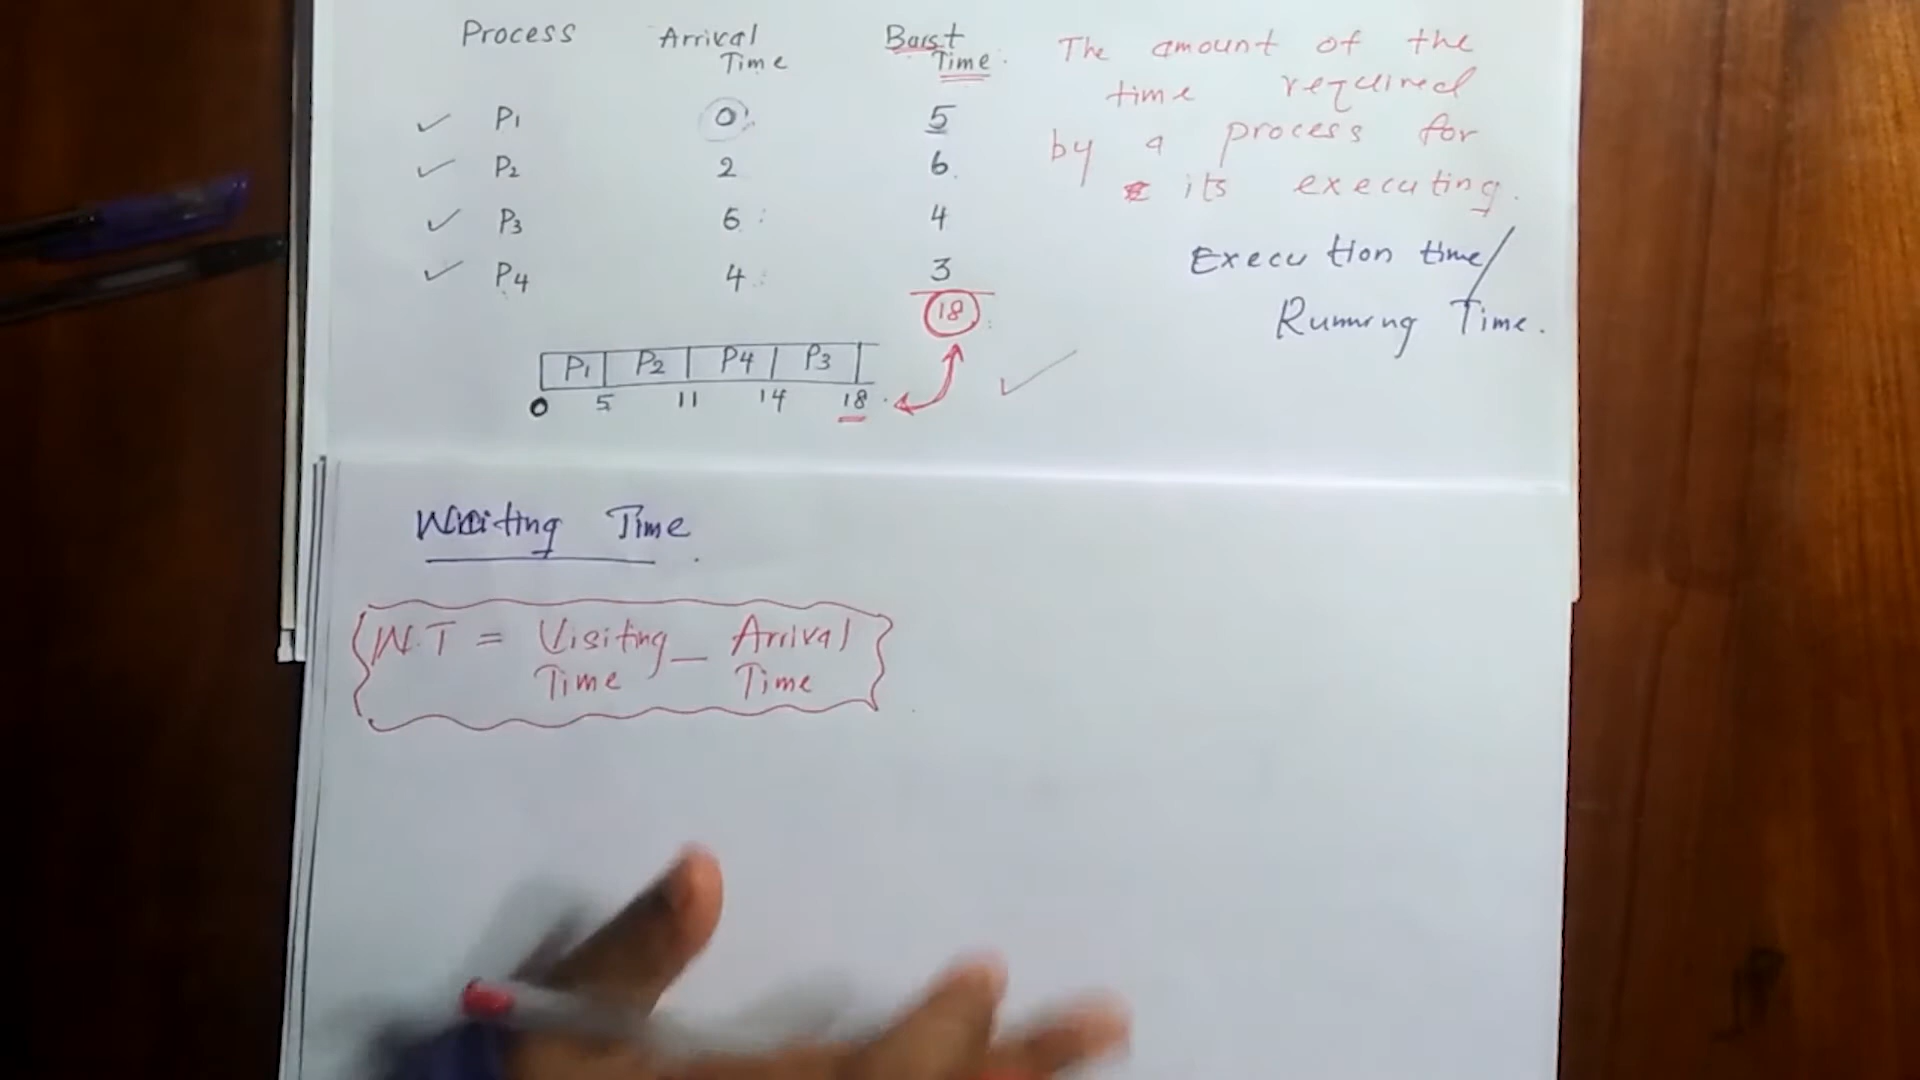 Process Arrival Time Burst Time
P1 0 5
P2 2 6
P3 6 4
P4 4 3
18
The amount of the
time required
by a process for
its executing.
Execution time/
Running Time.
P1 P2 P4 P3
0 5 11 14 18
Waiting Time
W.T = Visiting Time - Arrival Time